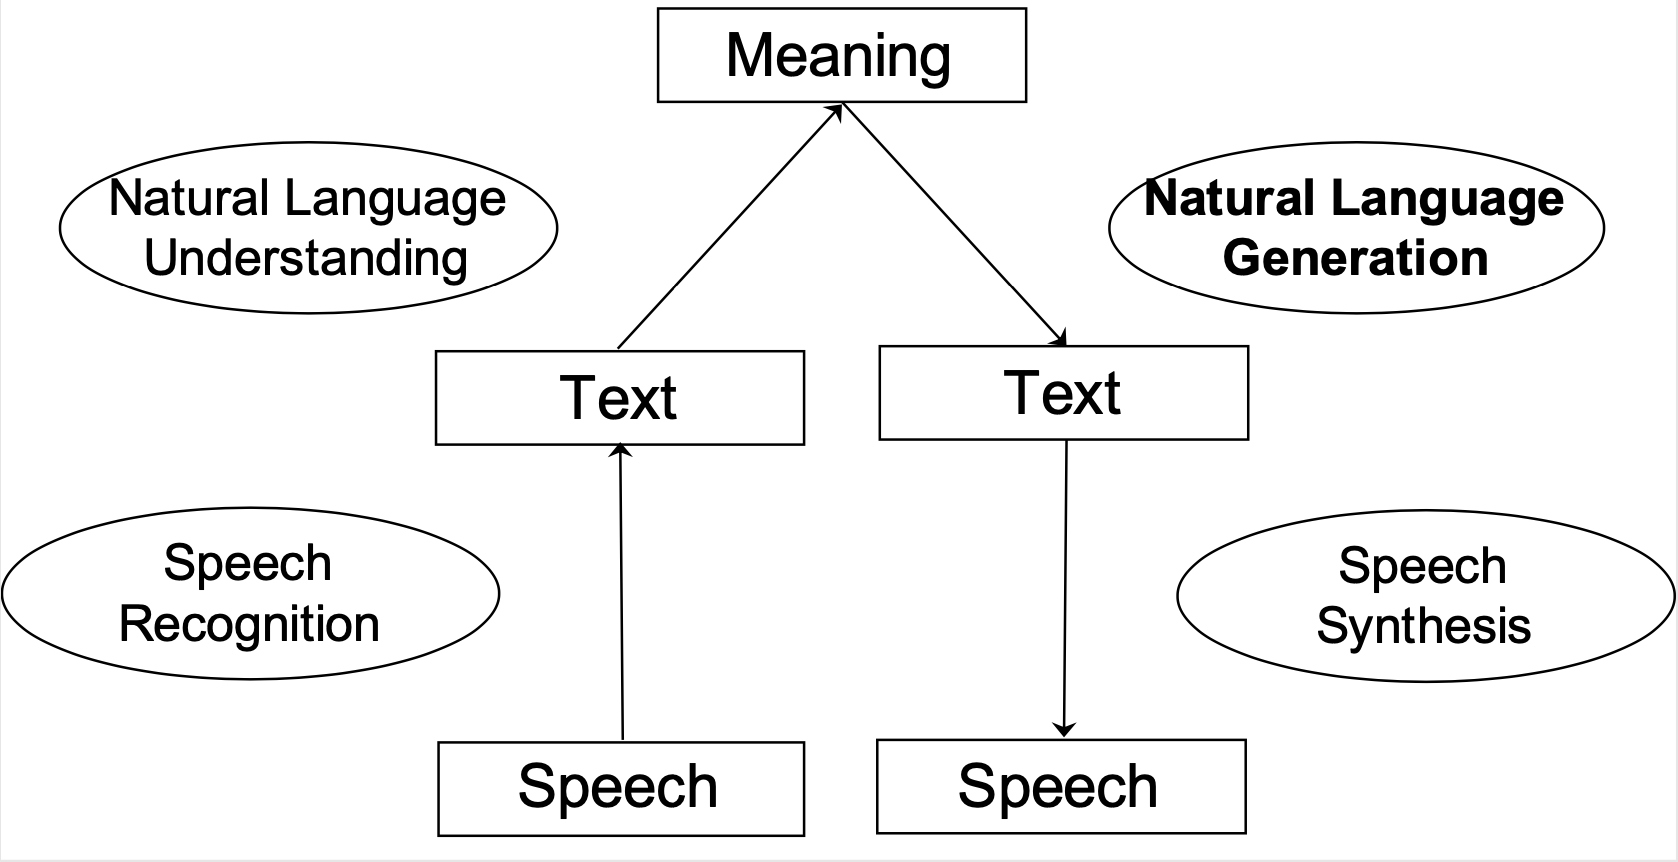 Meaning
Natural Language
Understanding
Natural Language
Generation
Text
Text
Speech
Recognition
Speech
Synthesis
Speech
Speech